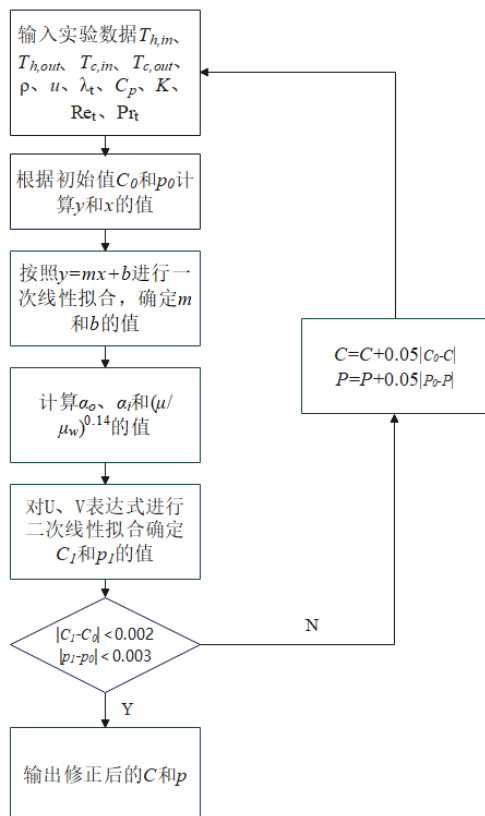 输入实验数据T_{h,in}、
T_{h,out}、T_{c,in}、T_{c,out}、
ρ、u、λ_t、C_p、K、
Re_t、Pr_t
根据初始值C_0和p_0计
算y和x的值
按照y=mx+b进行一
次线性拟合，确定m
和b的值
计算α_o、α_i和(μ/
μ_w)^{0.14}的值
对U、V表达式进行
二次线性拟合确定
C_1和p_1的值
|C_1-C_0|<0.002
|p_1-p_0|<0.003
N
C=C+0.05|C_0-C|
P=P+0.05|P_0-P|
Y
输出修正后的C和p